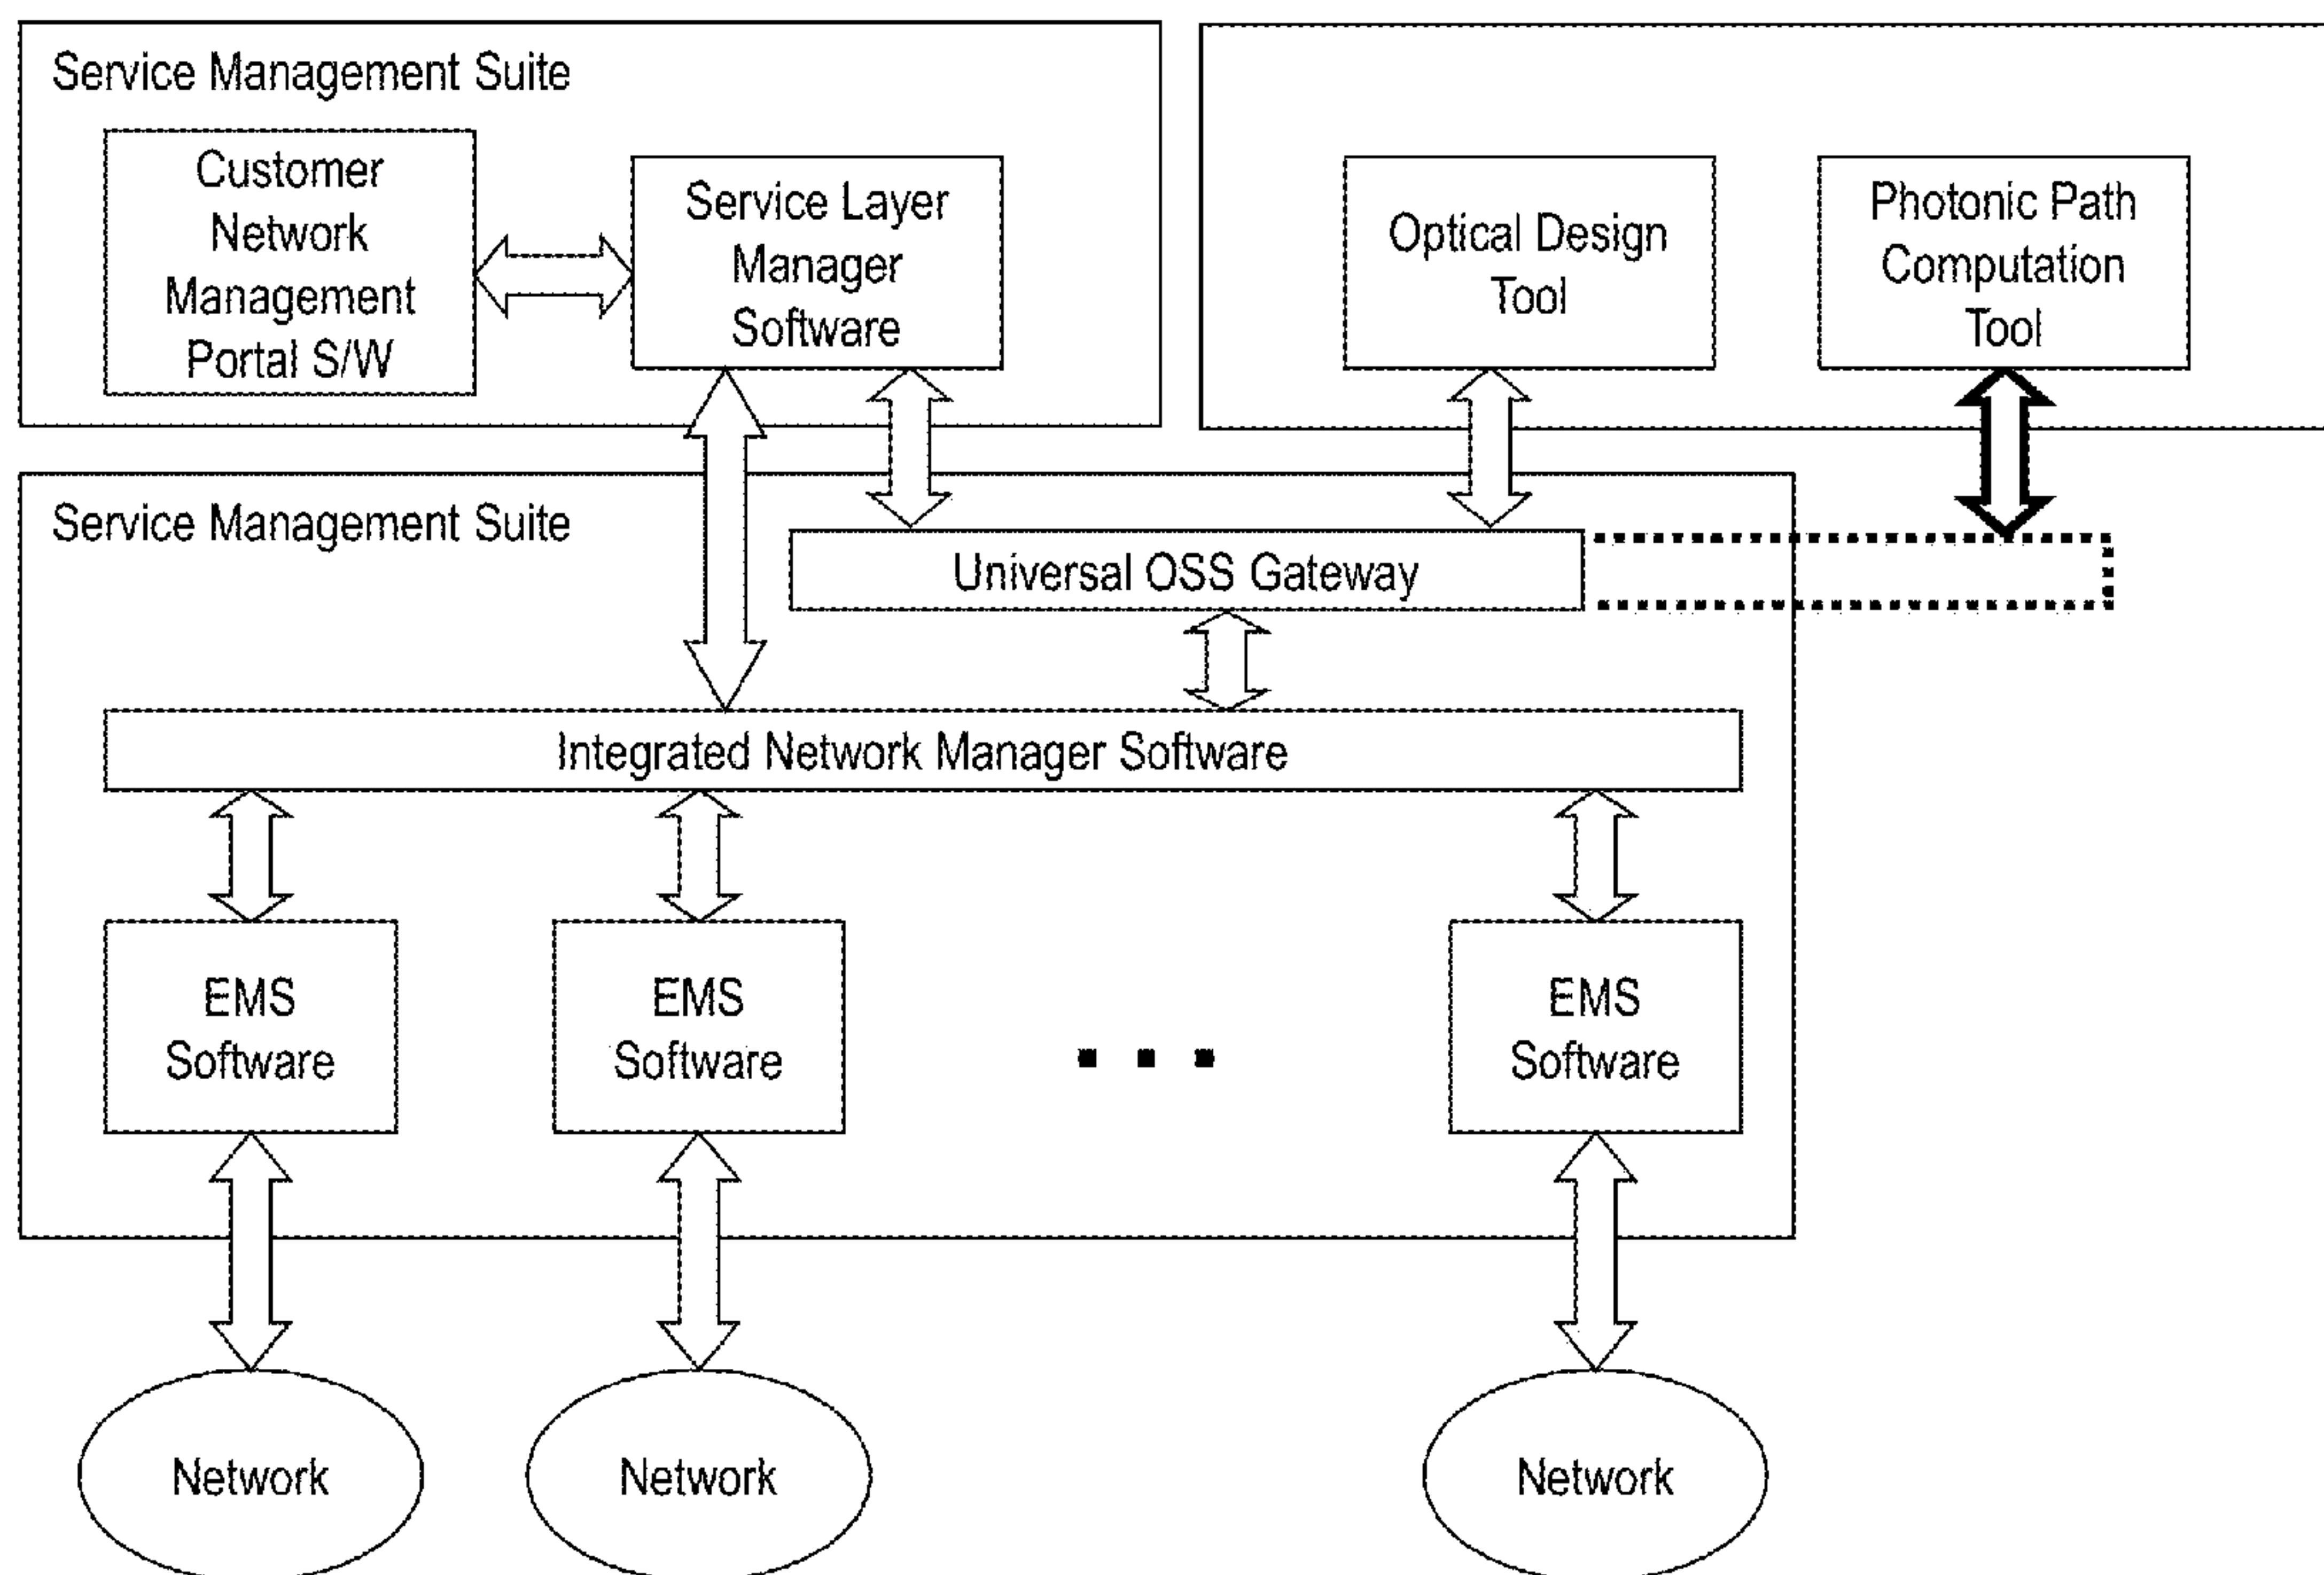 Service Management Suite
Customer
Network
Management
Portal S/W
Service Layer
Manager
Software
Optical Design
Tool
Photonic Path
Computation
Tool
Service Management Suite
Universal OSS Gateway
Integrated Network Manager Software
EMS
Software
EMS
Software
EMS
Software
Network
Network
Network